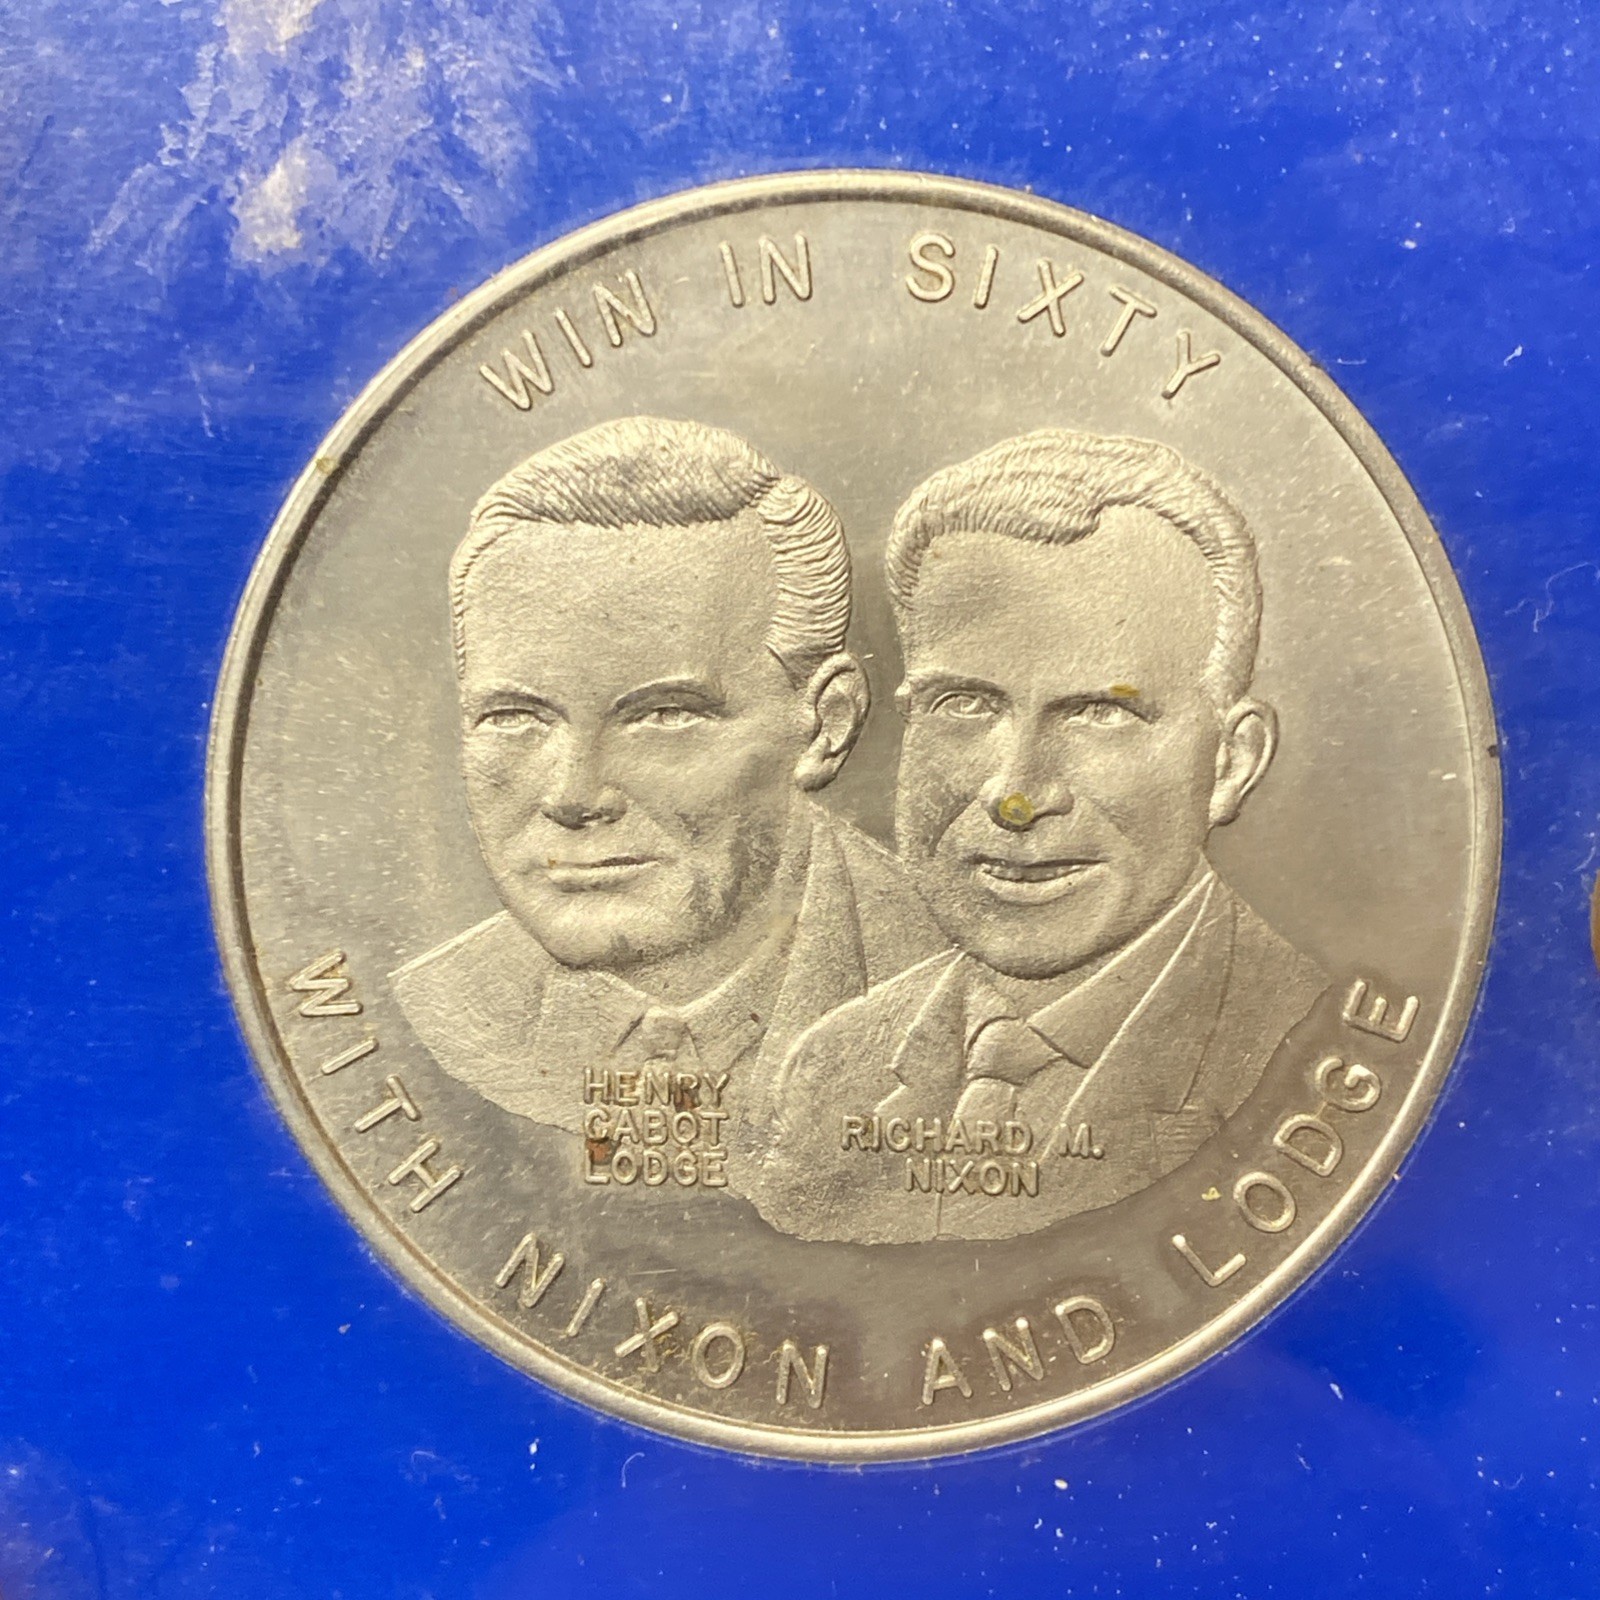 WIN IN SIXTY
HENRY
CABOT
LODGE
RICHARD M.
NIXON
WITH NIXON AND LODGE